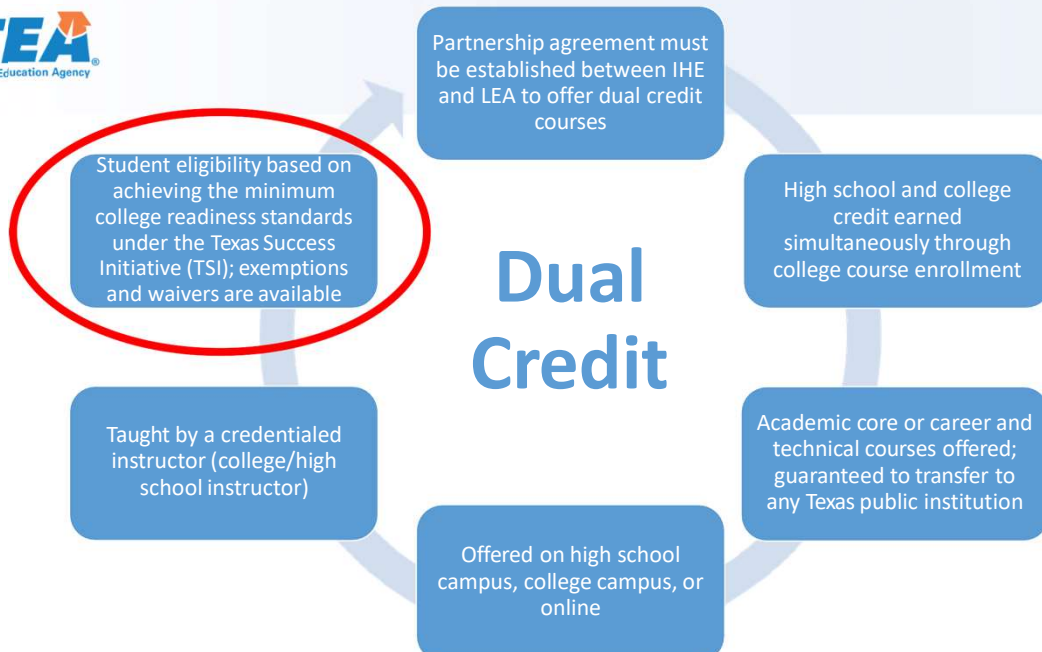 TEA
Education Agency
Partnership agreement must
be established between IHE
and LEA to offer dual credit
courses
High school and college
credit earned
simultaneously through
college course enrollment
Academic core or career and
technical courses offered;
guaranteed to transfer to
any Texas public institution
Offered on high school
campus, college campus, or
online
Taught by a credentialed
instructor (college/high
school instructor)
Student eligibility based on
achieving the minimum
college readiness standards
under the Texas Success
Initiative (TSI); exemptions
and waivers are available
Dual
Credit